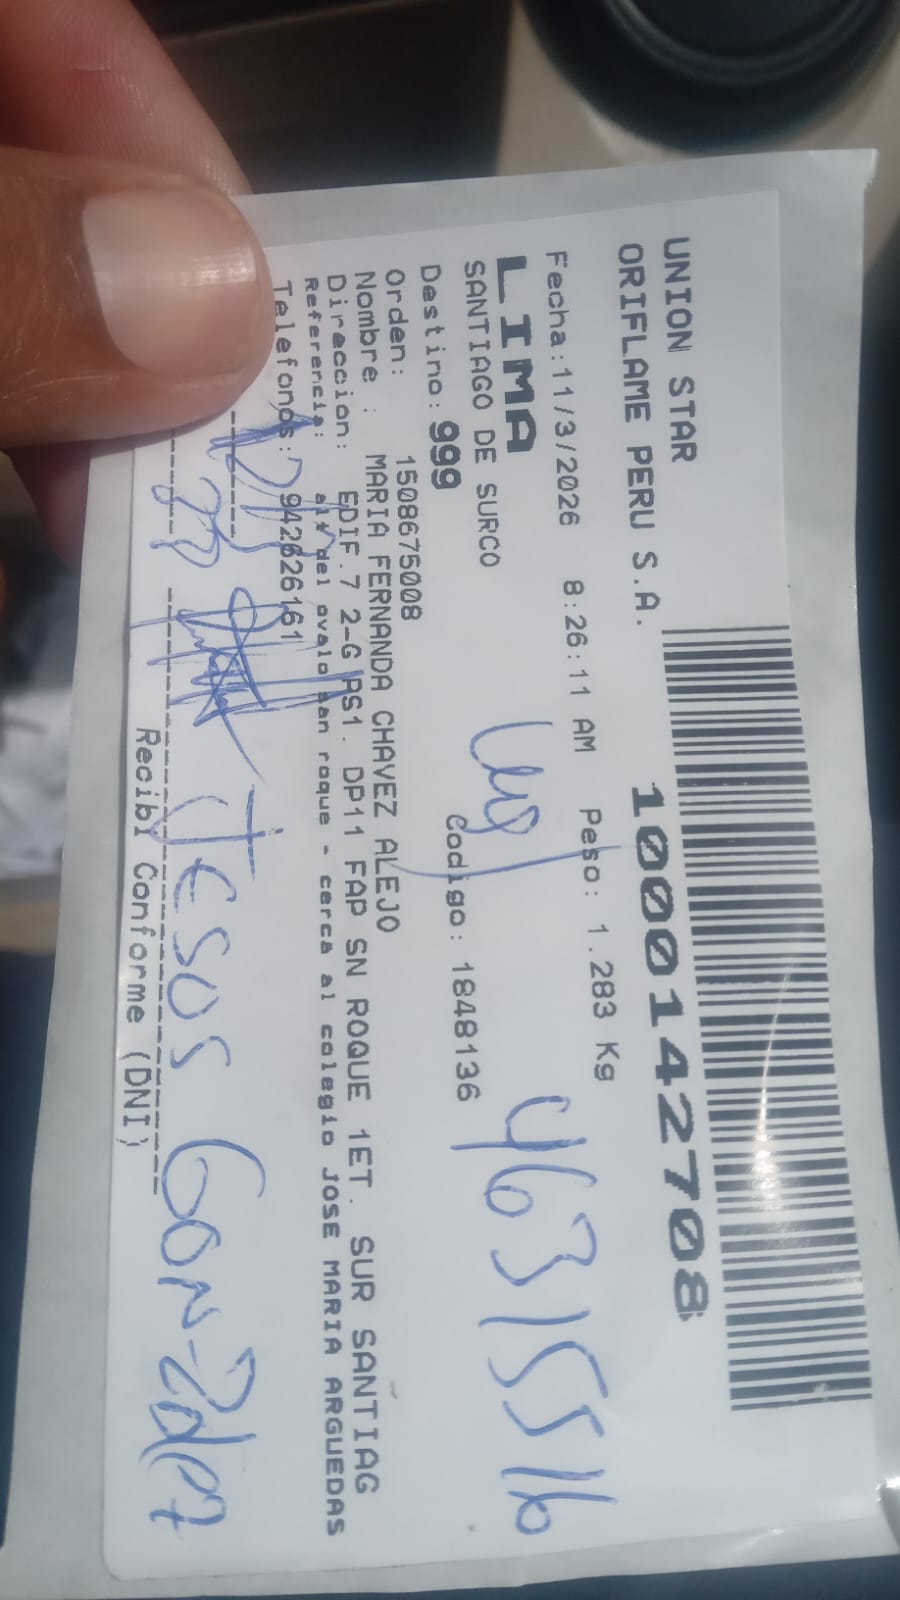 UNION STAR
ORIFLAME PERU S.A.
10001427708
Fecha:11/3/2026 8:26:11 AM Peso: 1.283 Kg
LIMA
SANTIAGO DE SURCO
46315516
Destino: 999 Codigo: 1848136
Orden: 1508675008
Nombre : MARIA FERNANDA CHAVEZ ALEJO
Direccion: EDIF.7 2-G RS1. DP11 FAP SN ROQUE 1ET. SUR SANTIAG
Referencia: alt del ovalo san roque - cerca al colegio JOSE MARIA ARGUEDAS
Telefonos: 942626161
JESUS GONZALEZ
Recibi Conforme (DNI)